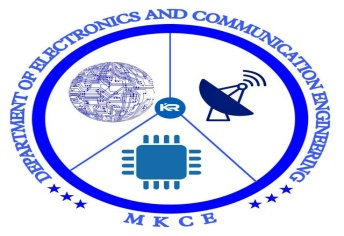 DEPARTMENT OF ELECTRONICS AND COMMUNICATION ENGINEERING
KR
MKCE